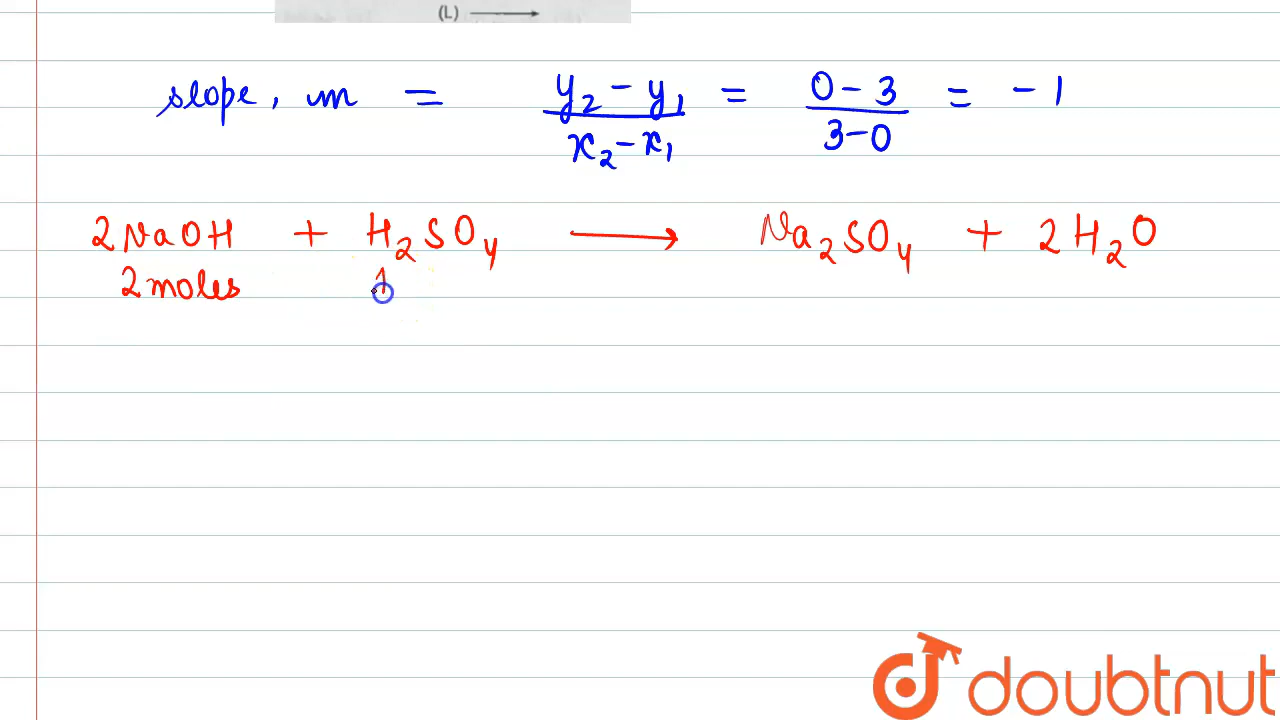 (L) ⟶
slope, m = y₂ - y₁ / x₂ - x₁ = 0 - 3 / 3 - 0 = - 1
2NaOH + H₂SO₄ ⟶ Na₂SO₄ + 2H₂O
2 moles 1
doubtnut